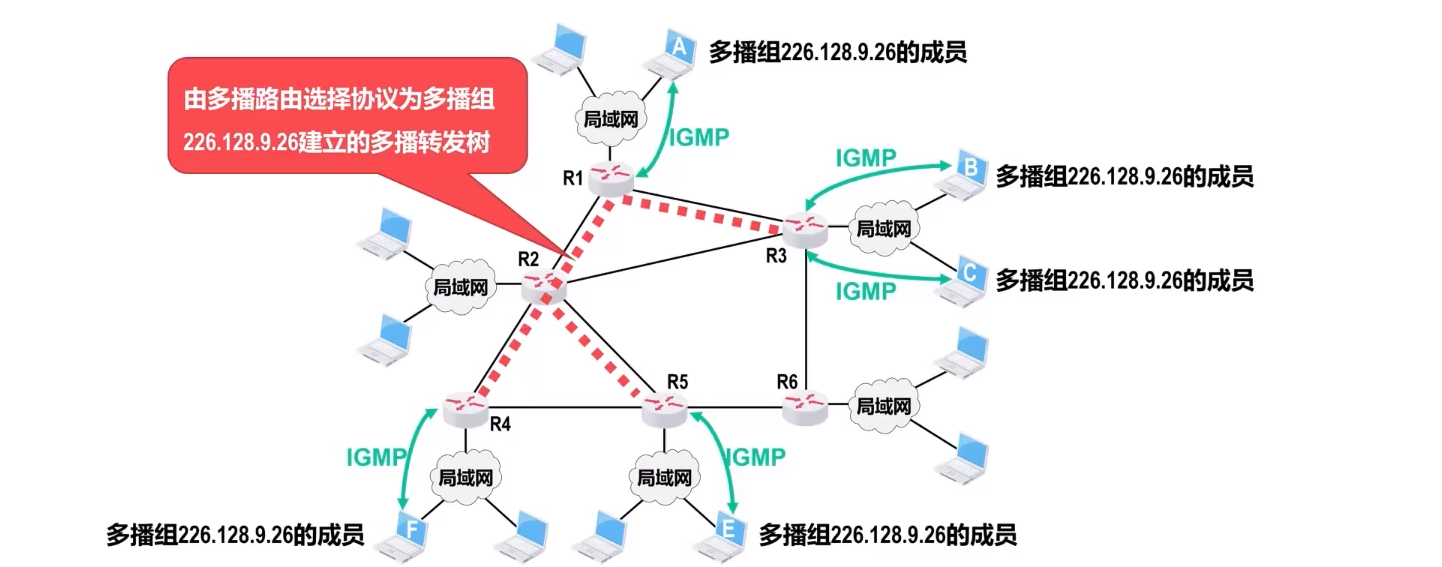 A
多播组226.128.9.26的成员
由多播路由选择协议为多播组
226.128.9.26建立的多播转发树
局域网
IGMP
R1
IGMP
B
多播组226.128.9.26的成员
局域网
R3
R2
C
多播组226.128.9.26的成员
IGMP
局域网
R5
R6
局域网
R4
IGMP
IGMP
局域网
局域网
多播组226.128.9.26的成员
F
E
多播组226.128.9.26的成员